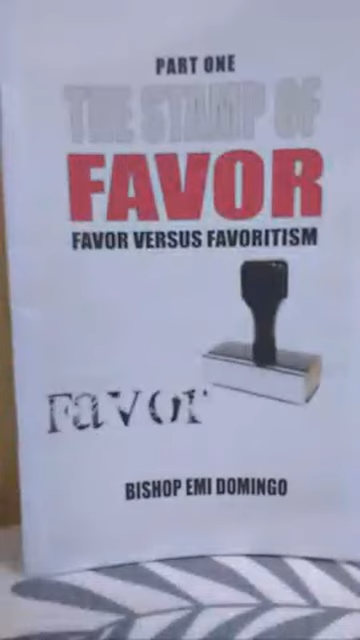 PART ONE
THE STAMP OF
FAVOR
FAVOR VERSUS FAVORITISM
Favor
BISHOP EMI DOMINGO